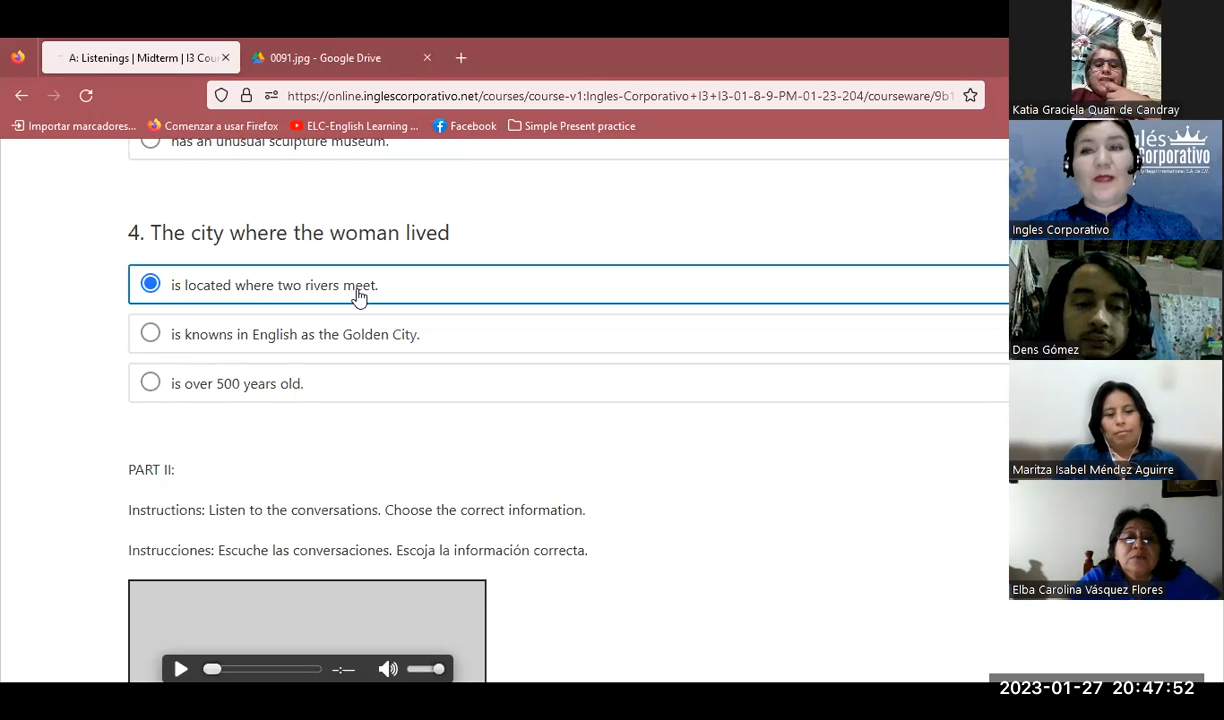 A: Listenings | Midterm | I3 Cou
0091.jpg - Google Drive
https://online.inglescorporativo.net/courses/course-v1:Ingles-Corporativo+I3+I3-01-8-9-PM-01-23-204/courseware/9b1
Importar marcadores...
Comenzar a usar Firefox
ELC-English Learning ...
Facebook
Simple Present practice
has an unusual sculpture museum.
4. The city where the woman lived
is located where two rivers meet.
is knowns in English as the Golden City.
is over 500 years old.
PART II:
Instructions: Listen to the conversations. Choose the correct information.
Instrucciones: Escuche las conversaciones. Escoja la información correcta.
-:--
Katia Graciela Quan de Candray
Ingles Corporativo
Dens Gómez
Maritza Isabel Méndez Aguirre
Elba Carolina Vásquez Flores
2023-01-27 20:47:52